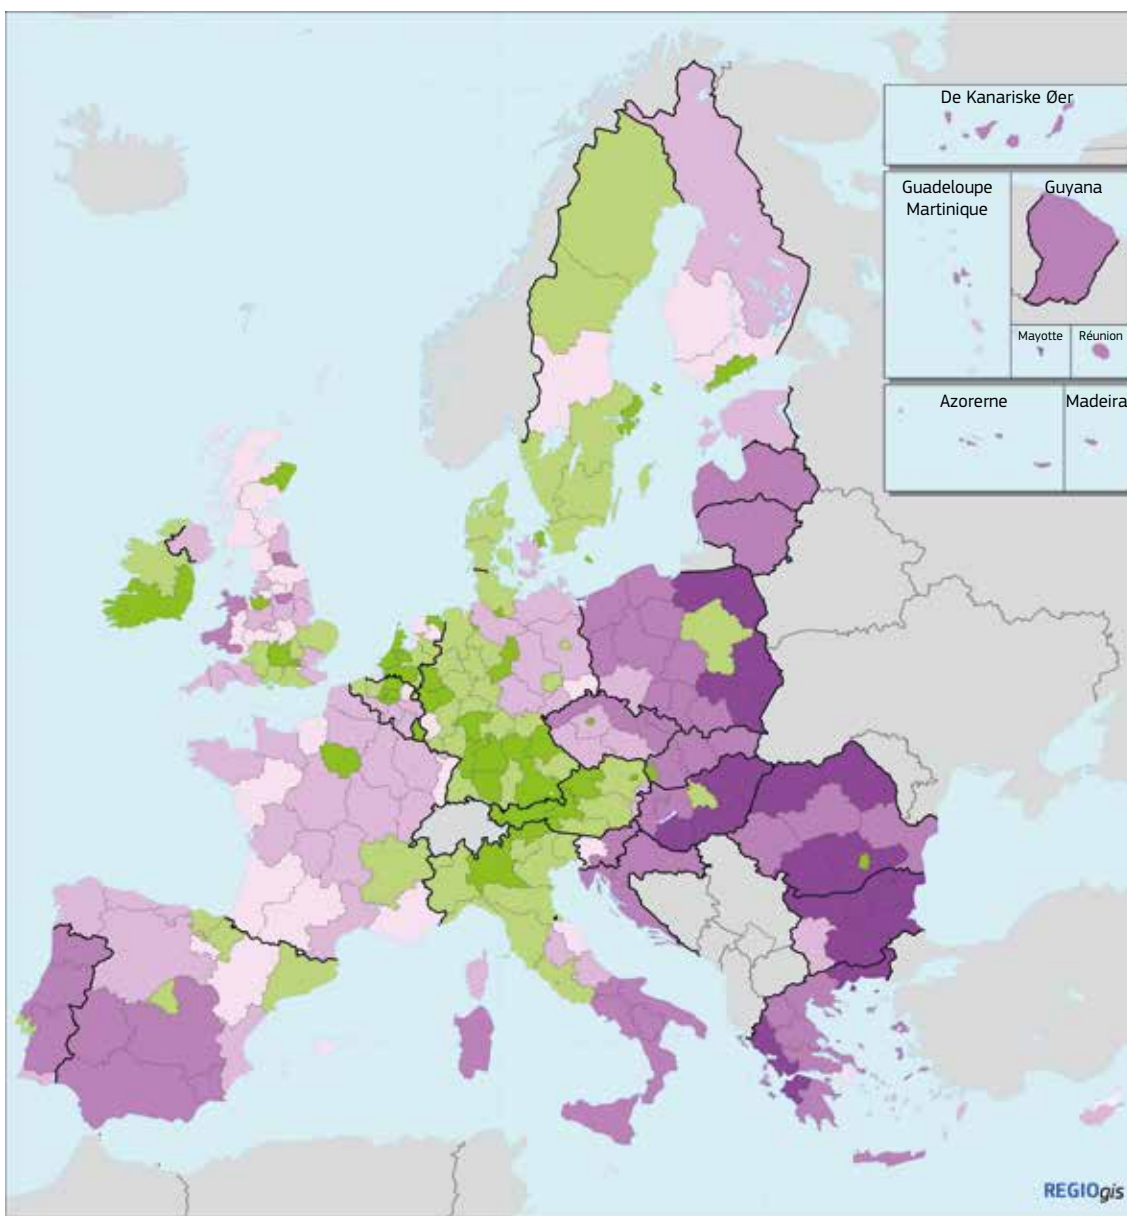 De Kanariske Øer
Guadeloupe
Martinique
Guyana
Mayotte
Réunion
Azorerne
Madeira
REGIOgis